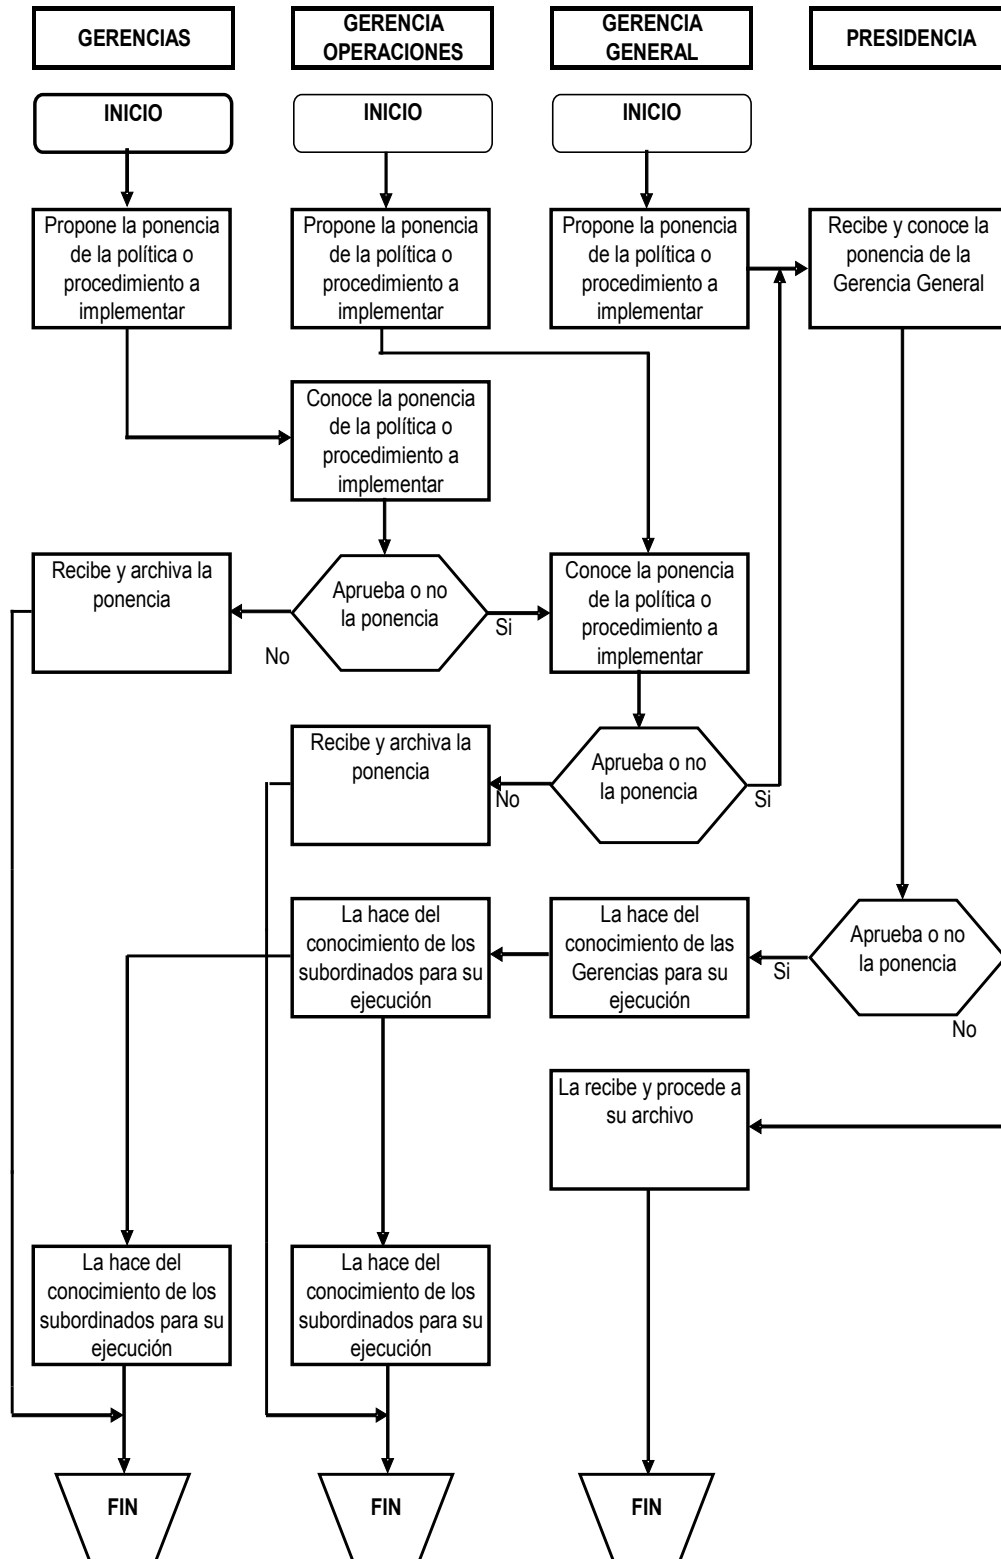 GERENCIAS
GERENCIA
OPERACIONES
GERENCIA
GENERAL
PRESIDENCIA
INICIO
INICIO
INICIO
Propone la ponencia
de la política o
procedimiento a
implementar
Propone la ponencia
de la política o
procedimiento a
implementar
Propone la ponencia
de la política o
procedimiento a
implementar
Recibe y conoce la
ponencia de la
Gerencia General
Conoce la ponencia
de la política o
procedimiento a
implementar
Recibe y archiva la
ponencia
No
Aprueba o no
la ponencia
Si
Conoce la ponencia
de la política o
procedimiento a
implementar
Recibe y archiva la
ponencia
No
Aprueba o no
la ponencia
Si
La hace del
conocimiento de los
subordinados para su
ejecución
La hace del
conocimiento de las
Gerencias para su
ejecución
Si
Aprueba o no
la ponencia
No
La recibe y procede a
su archivo
La hace del
conocimiento de los
subordinados para su
ejecución
La hace del
conocimiento de los
subordinados para su
ejecución
FIN
FIN
FIN